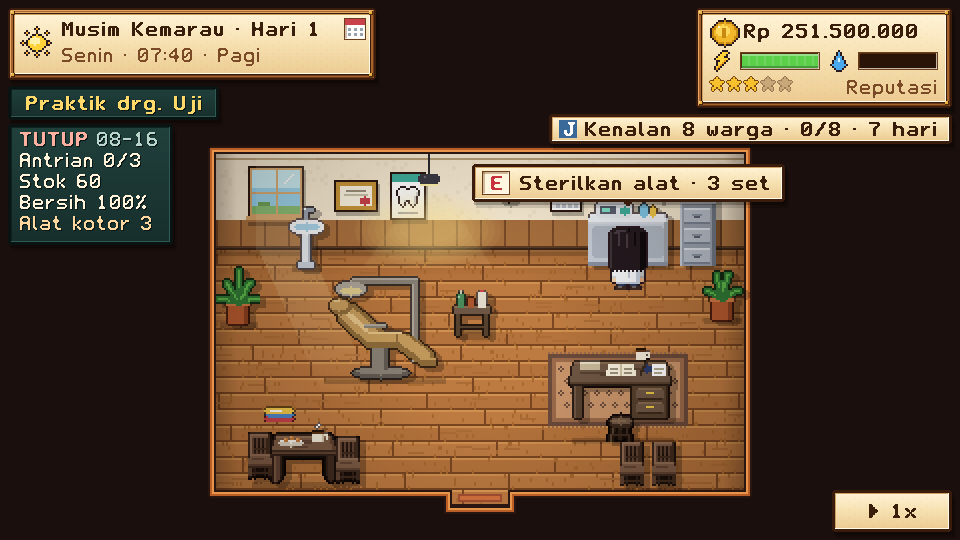 Musim Kemarau · Hari 1
Senin · 07:40 · Pagi
Rp 251.500.000
Reputasi
Praktik drg. Uji
J Kenalan 8 warga · 0/8 · 7 hari
TUTUP 08-16
Antrian 0/3
Stok 60
Bersih 100%
Alat kotor 3
E Sterilkan alat · 3 set
1x